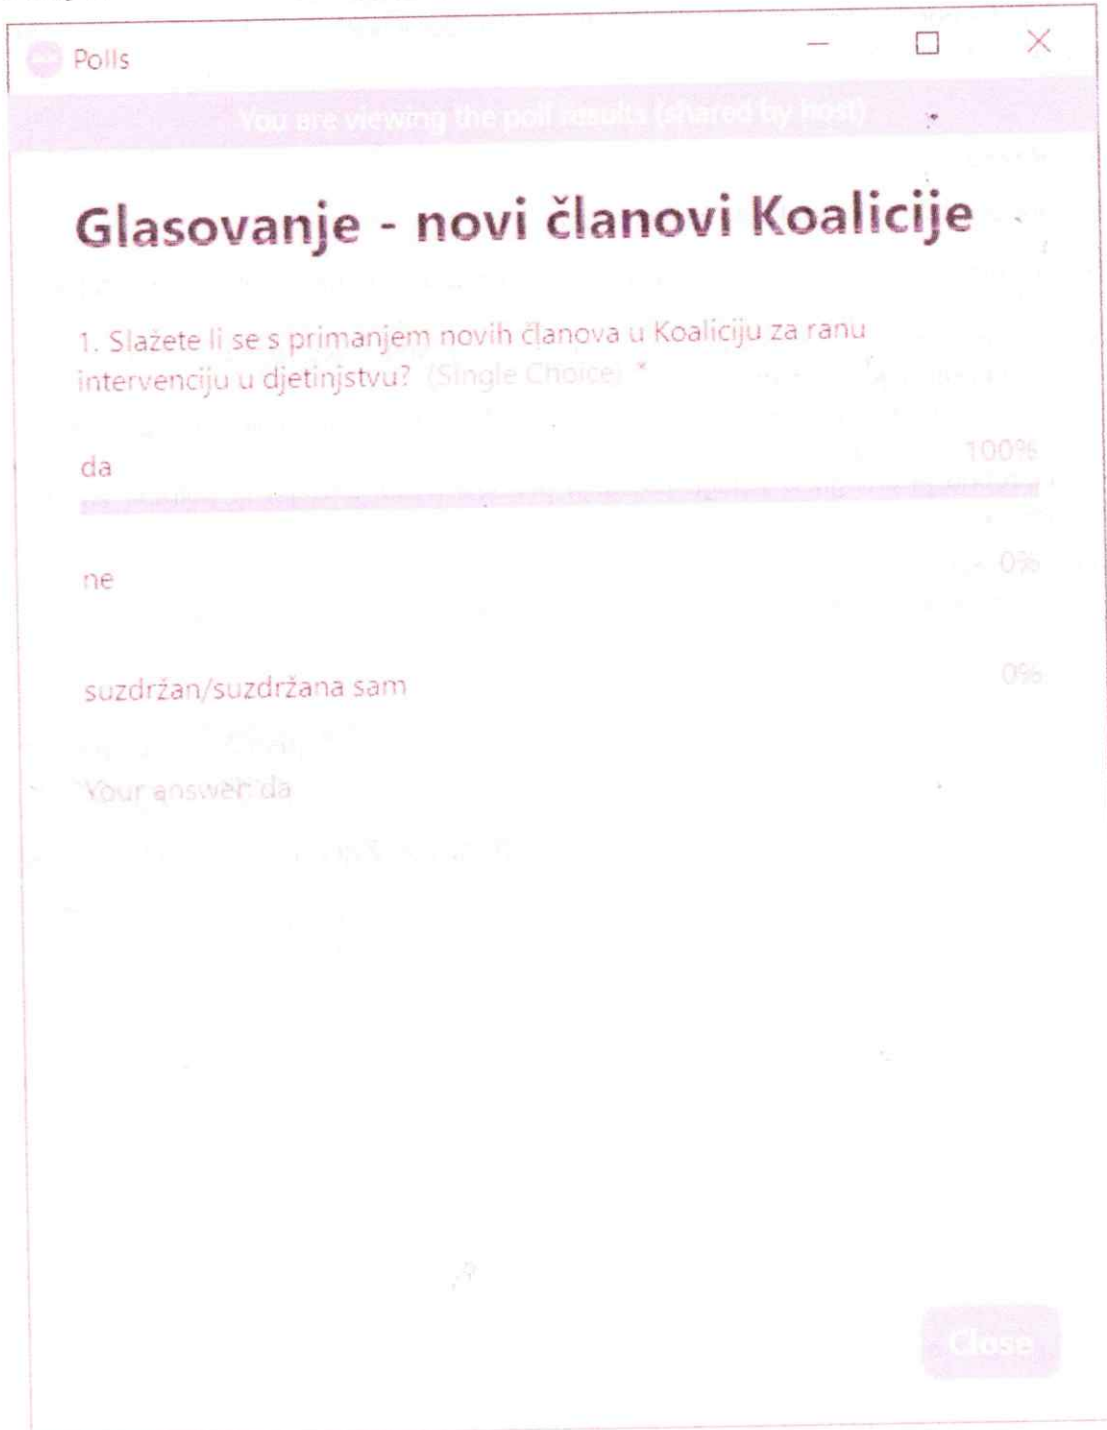 Polls
You are viewing the poll results (shared by host)
Glasovanje - novi članovi Koalicije
1. Slažete li se s primanjem novih članova u Koaliciju za ranu
intervenciju u djetinjstvu? (Single Choice) *
da 100%
ne 0%
suzdržan/suzdržana sam 0%
Your answer: da
Close